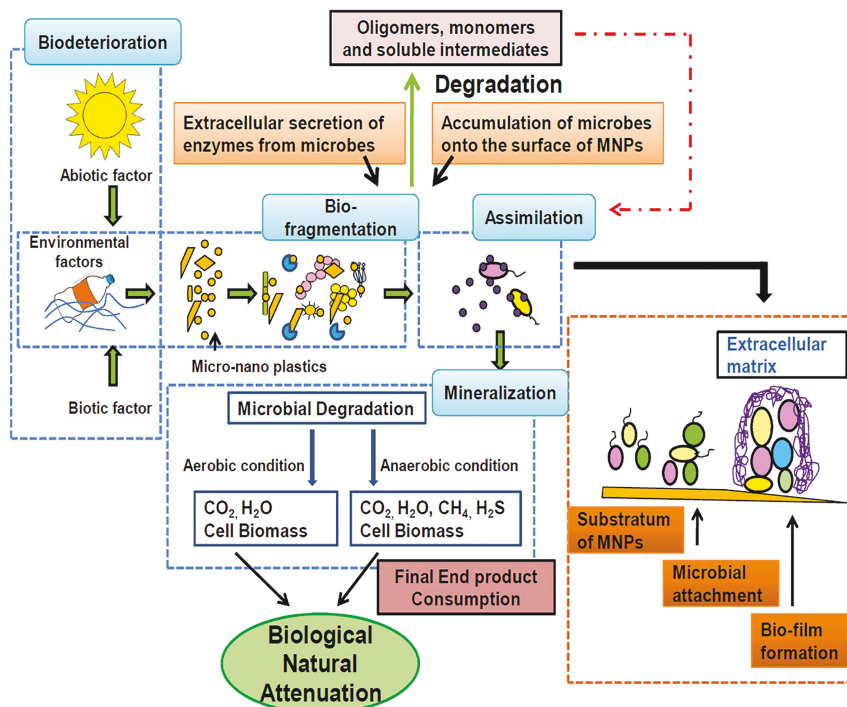 Biodeterioration
Oligomers, monomers
and soluble intermediates
Degradation
Extracellular secretion of
enzymes from microbes
Accumulation of microbes
onto the surface of MNPs
Abiotic factor
Bio-
fragmentation
Assimilation
Environmental
factors
Micro-nano plastics
Biotic factor
Mineralization
Microbial Degradation
Aerobic condition
Anaerobic condition
CO₂, H₂O
Cell Biomass
CO₂, H₂O, CH₄, H₂S
Cell Biomass
Final End product
Consumption
Biological
Natural
Attenuation
Extracellular
matrix
Substratum
of MNPs
Microbial
attachment
Bio-film
formation